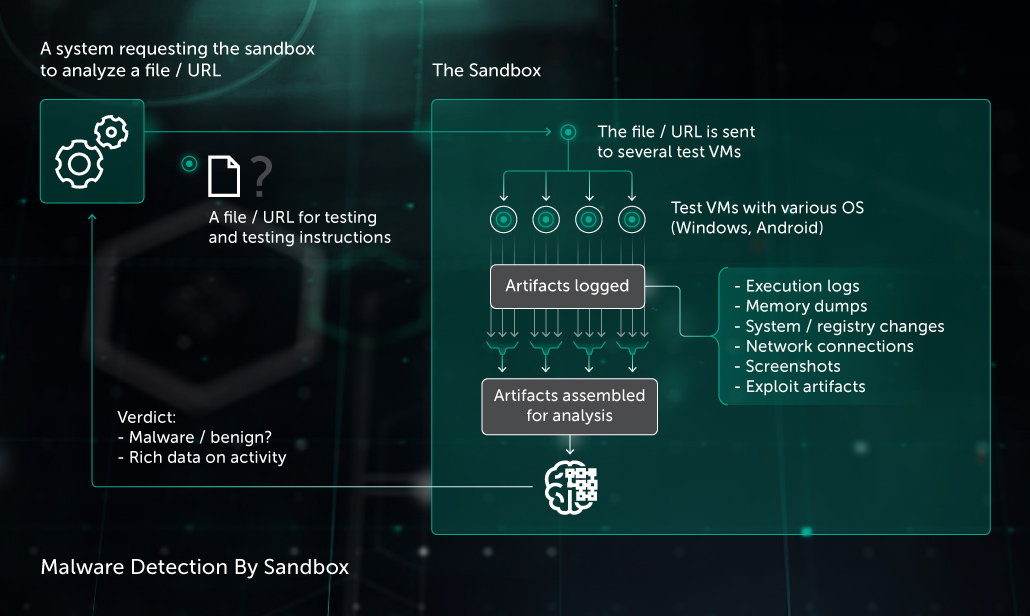 A system requesting the sandbox
to analyze a file / URL
The Sandbox
The file / URL is sent
to several test VMs
?
A file / URL for testing
and testing instructions
Test VMs with various OS
(Windows, Android)
Artifacts logged
- Execution logs
- Memory dumps
- System / registry changes
- Network connections
- Screenshots
- Exploit artifacts
Artifacts assembled
for analysis
Verdict:
- Malware / benign?
- Rich data on activity
Malware Detection By Sandbox